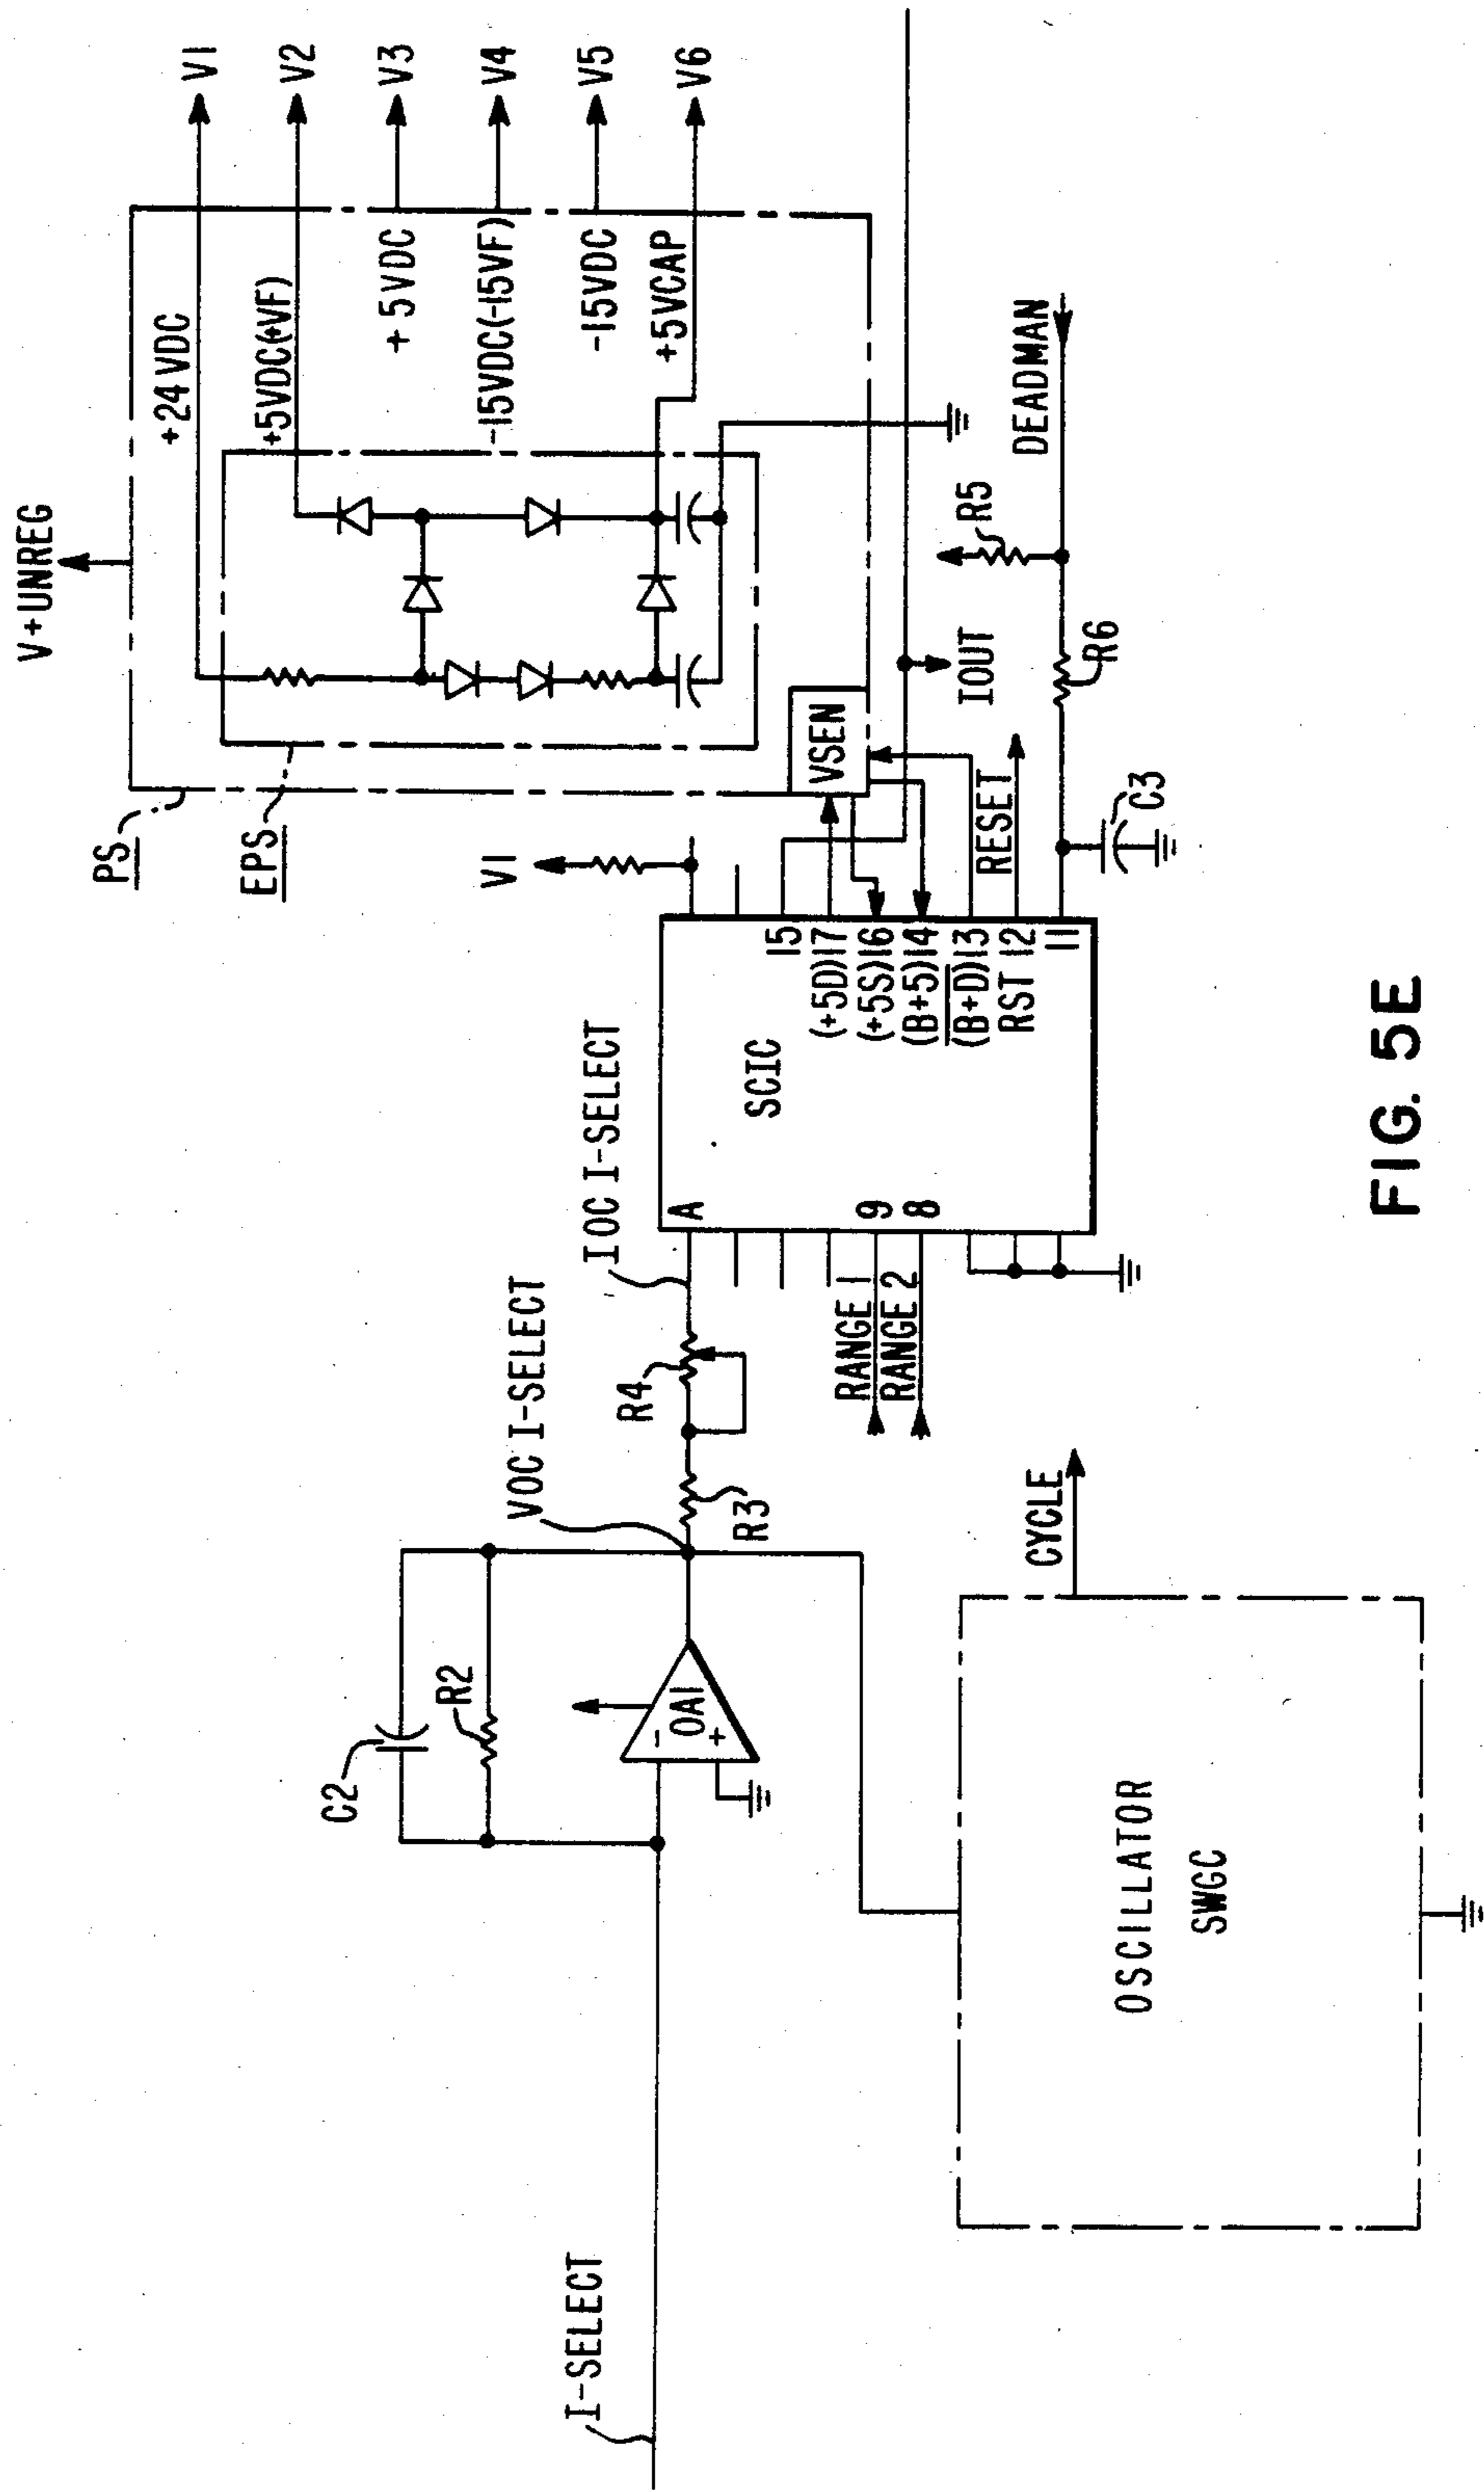 V+UNREG
PS
EPS
+24 VDC
V1
+5VDC(+VF)
V2
+5VDC
V3
-15VDC(-15VF)
V4
-15VDC
V5
+5VCAP
V6
VSEN
V1
I-SELECT
C2
R2
OA1
-
+
VOC I-SELECT
R3
R4
IOC I-SELECT
A
SCIC
9
8
RANGE 1
RANGE 2
15
(+5D)17
(+5S)16
(B+5)14
(B+D)13
RST 12
11
IOUT
RESET
C3
R6
R5
DEADMAN
OSCILLATOR
SWGC
CYCLE
FIG. 5E